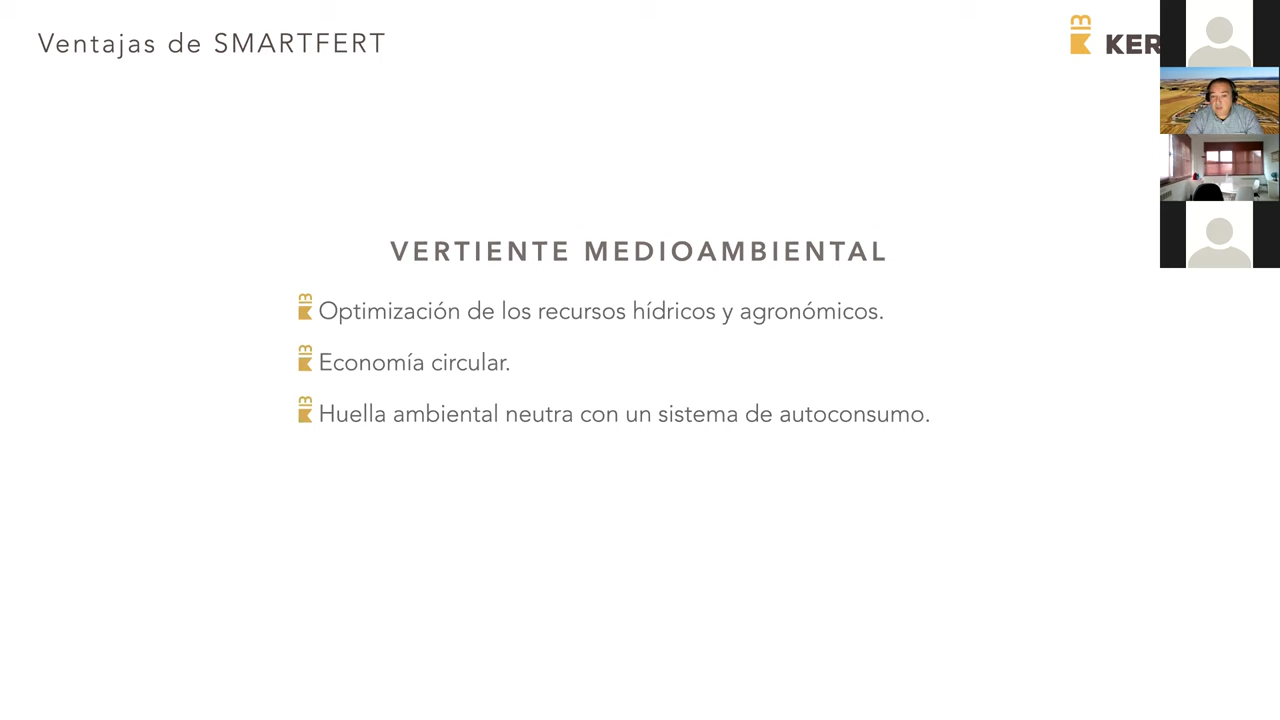 Ventajas de SMARTFERT
VERTIENTE MEDIOAMBIENTAL
Optimización de los recursos hídricos y agronómicos.
Economía circular.
Huella ambiental neutra con un sistema de autoconsumo.